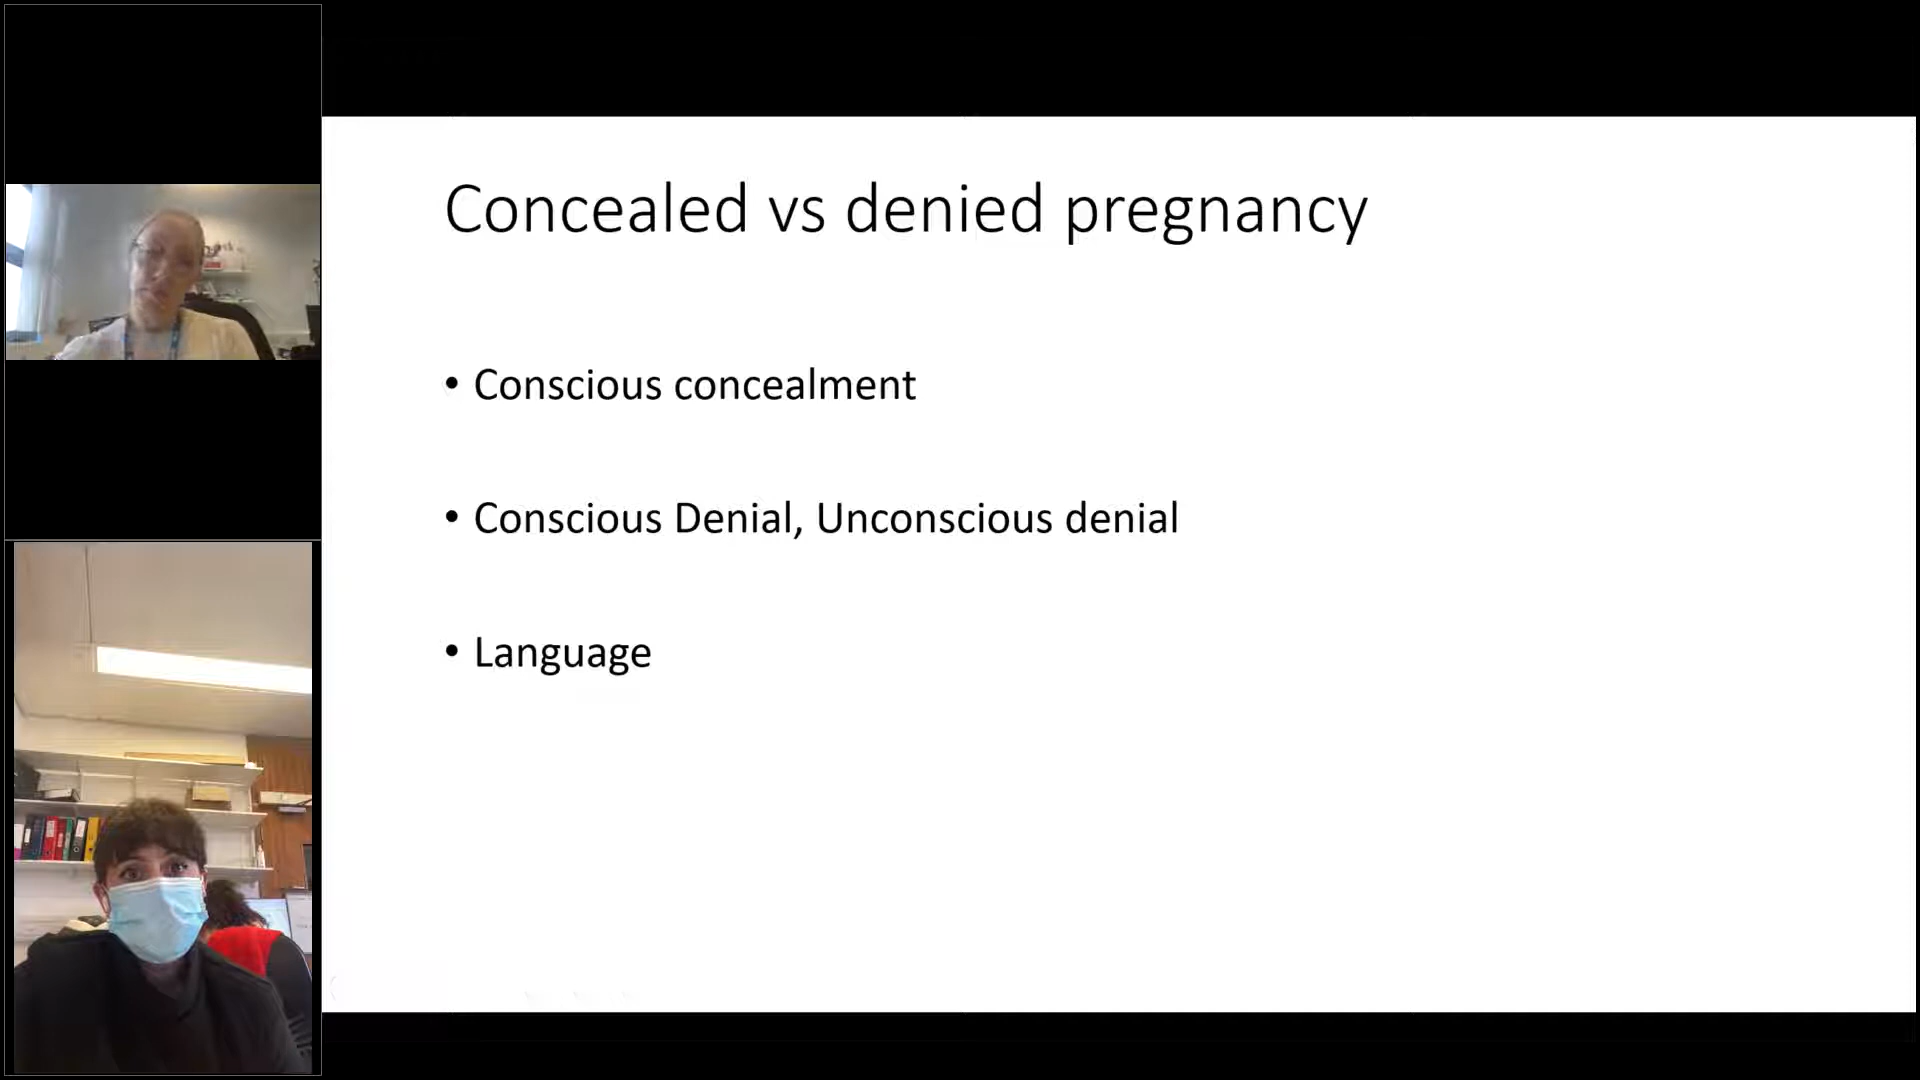 Concealed vs denied pregnancy
• Conscious concealment
• Conscious Denial, Unconscious denial
• Language